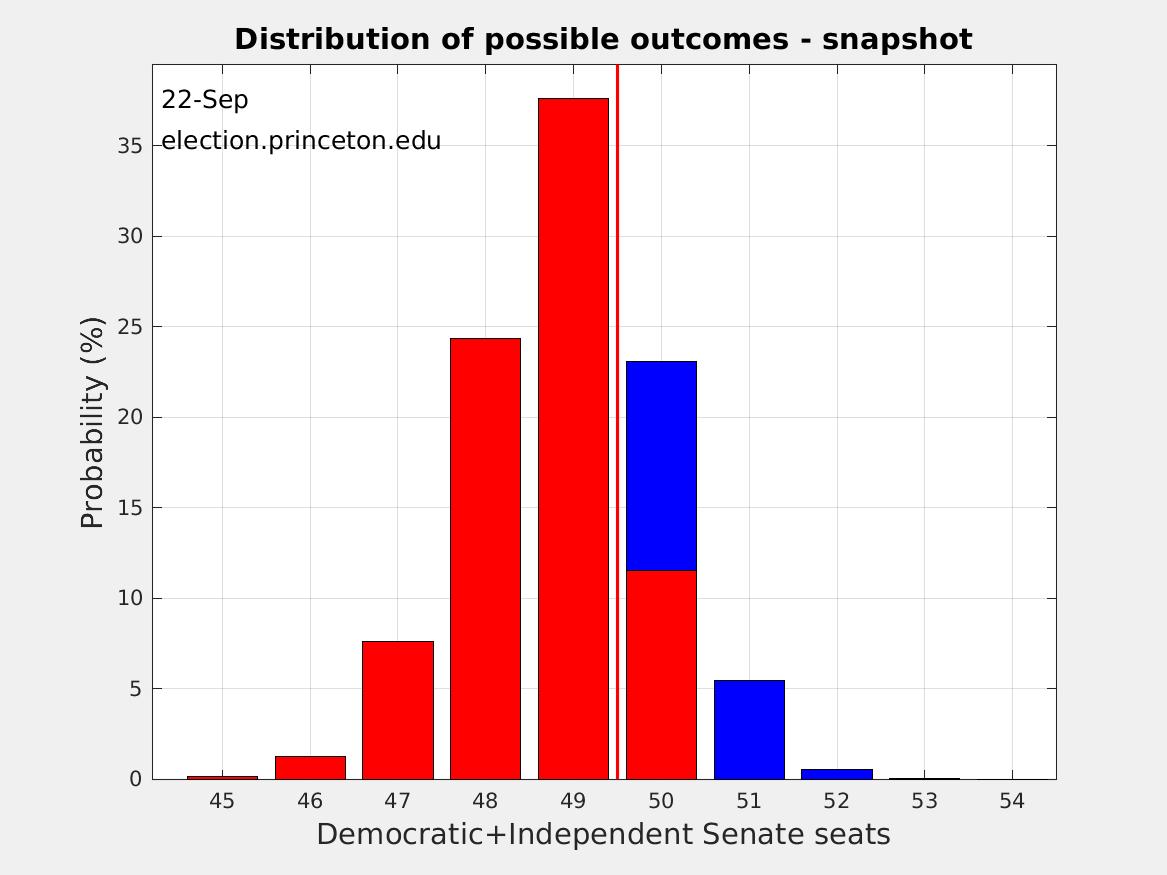 Distribution of possible outcomes - snapshot
22-Sep
election.princeton.edu
35
30
25
20
15
10
5
0
Probability (%)
45 46 47 48 49 50 51 52 53 54
Democratic+Independent Senate seats